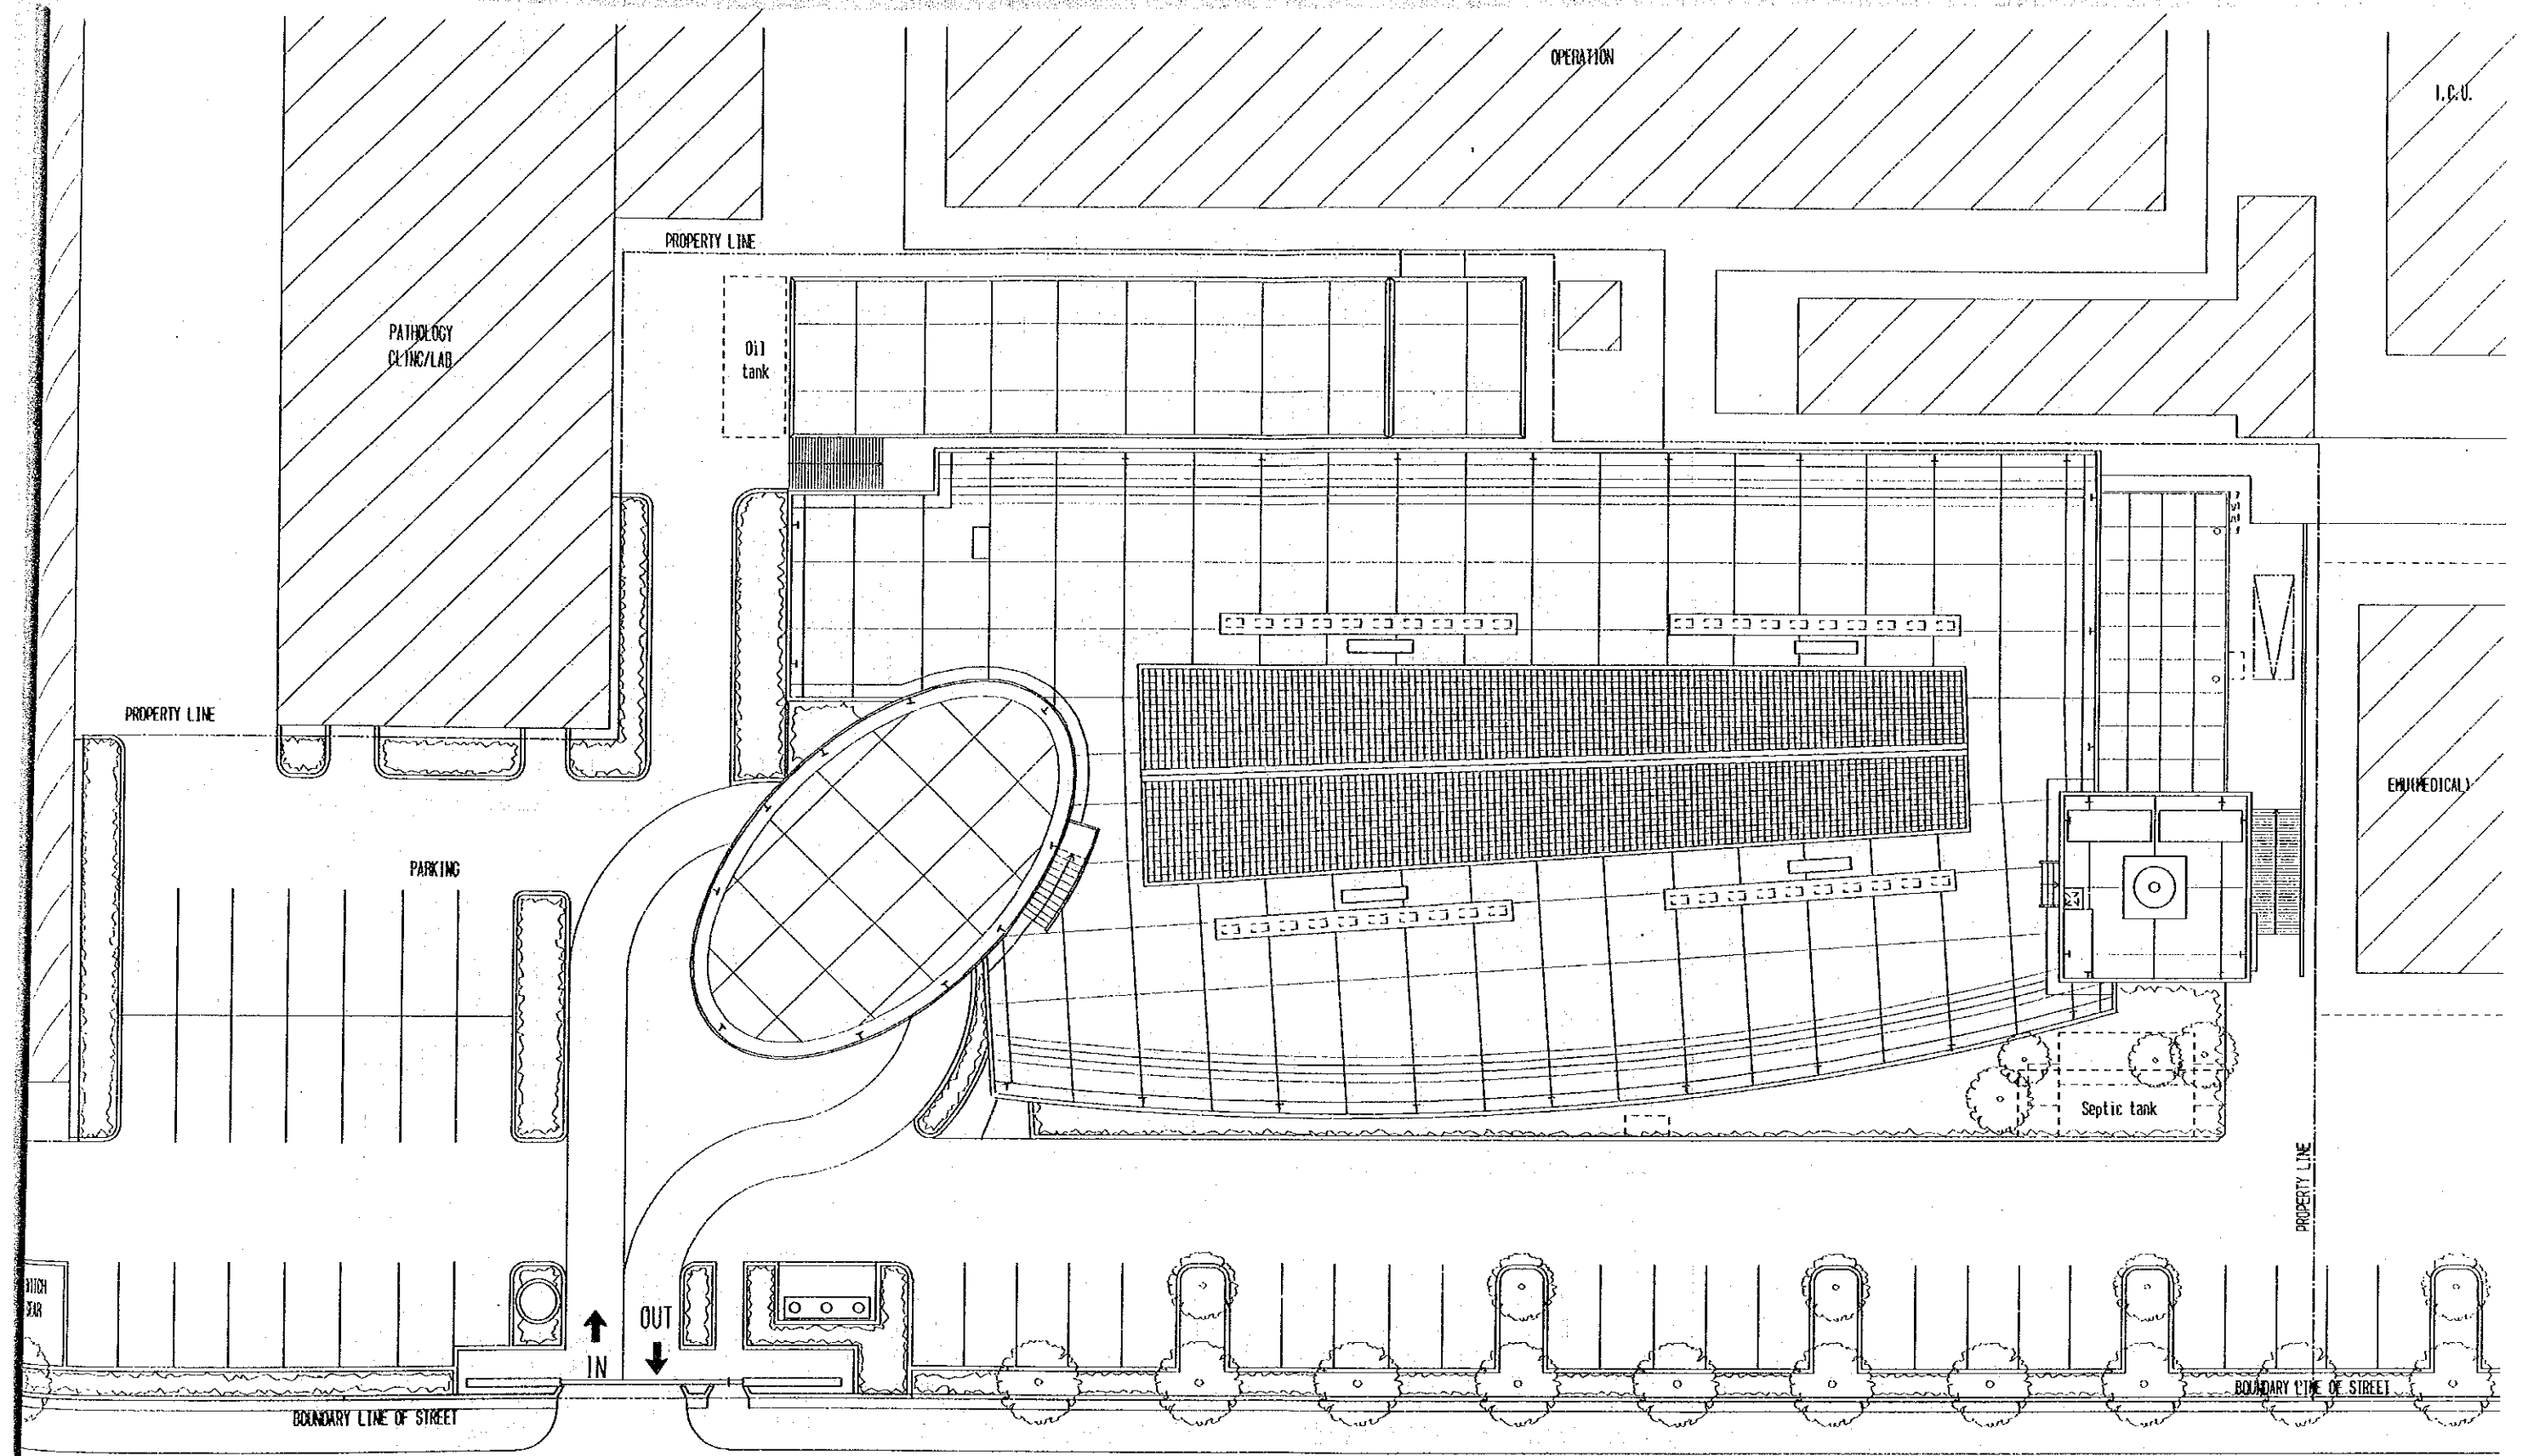 OPERATION
I.C.U.
PROPERTY LINE
PATHOLOGY
CLINC/LAB
Oil
tank
PROPERTY LINE
EMU(MEDICAL)
PARKING
Septic tank
PROPERTY LINE
OUT
IN
BOUNDARY LINE OF STREET
BOUNDARY LINE OF STREET